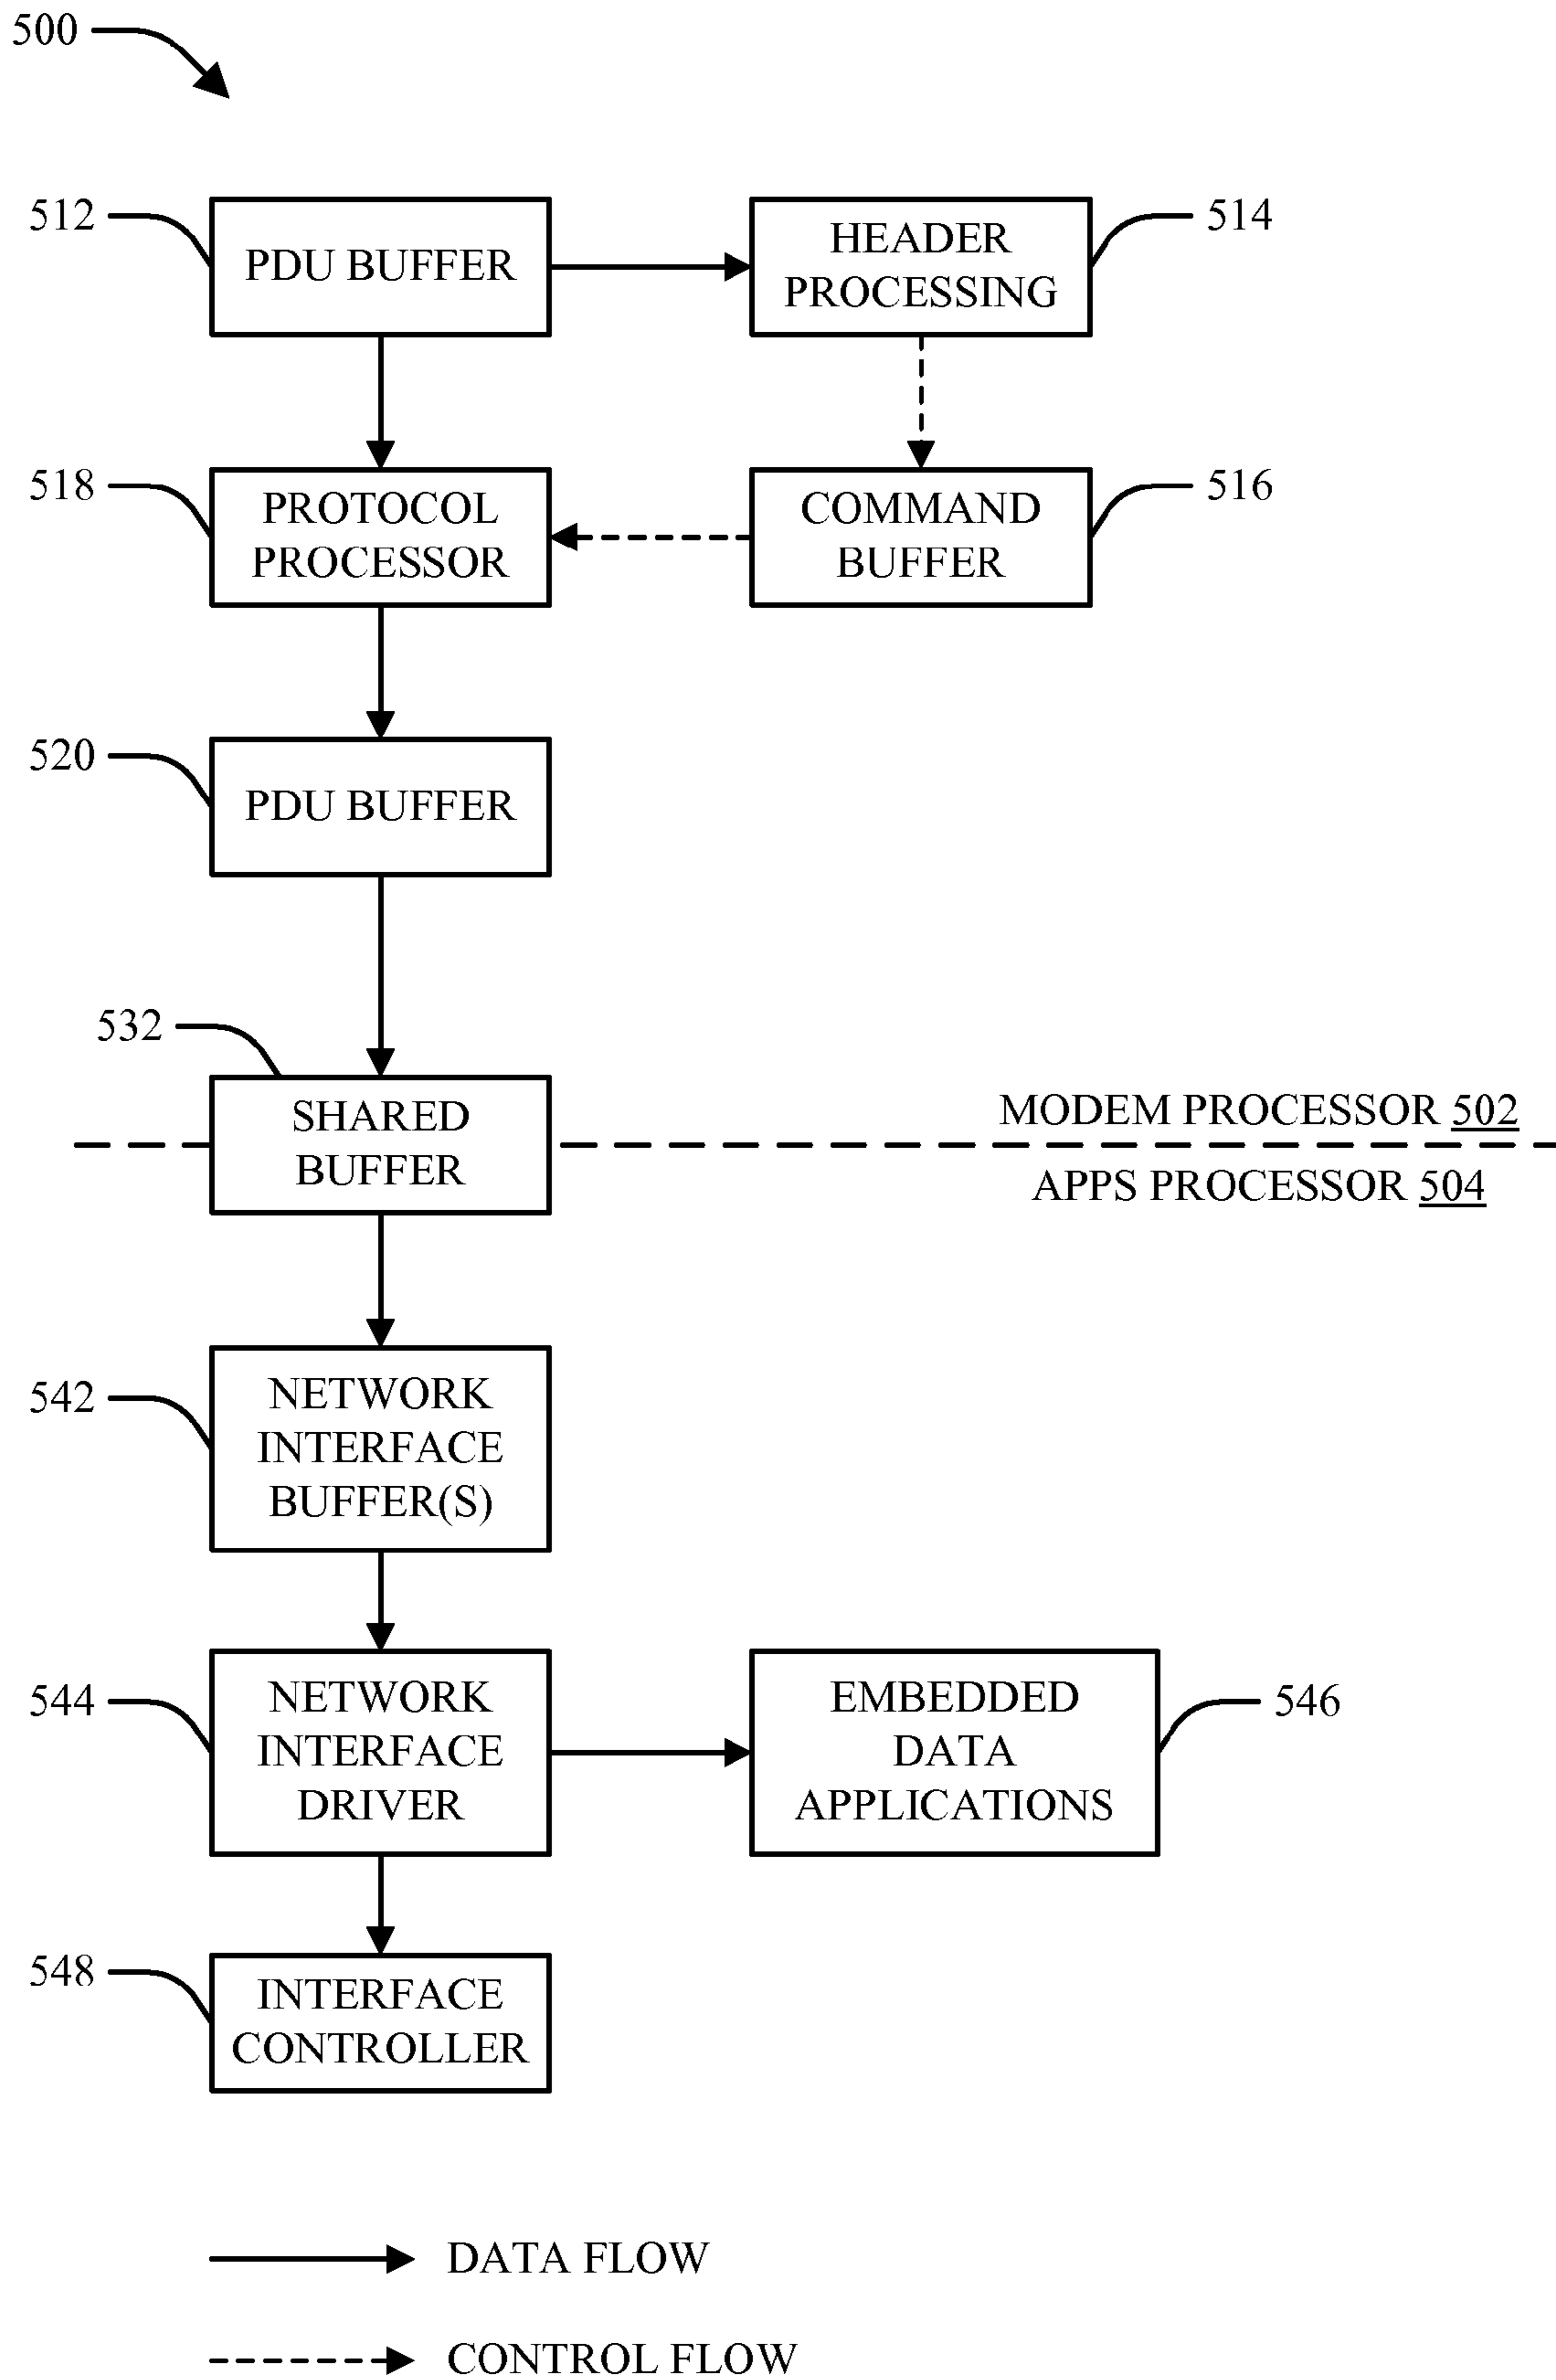 500
512
PDU BUFFER
HEADER
PROCESSING
514
518
PROTOCOL
PROCESSOR
COMMAND
BUFFER
516
520
PDU BUFFER
532
SHARED
BUFFER
MODEM PROCESSOR 502
APPS PROCESSOR 504
542
NETWORK
INTERFACE
BUFFER(S)
544
NETWORK
INTERFACE
DRIVER
EMBEDDED
DATA
APPLICATIONS
546
548
INTERFACE
CONTROLLER
DATA FLOW
CONTROL FLOW